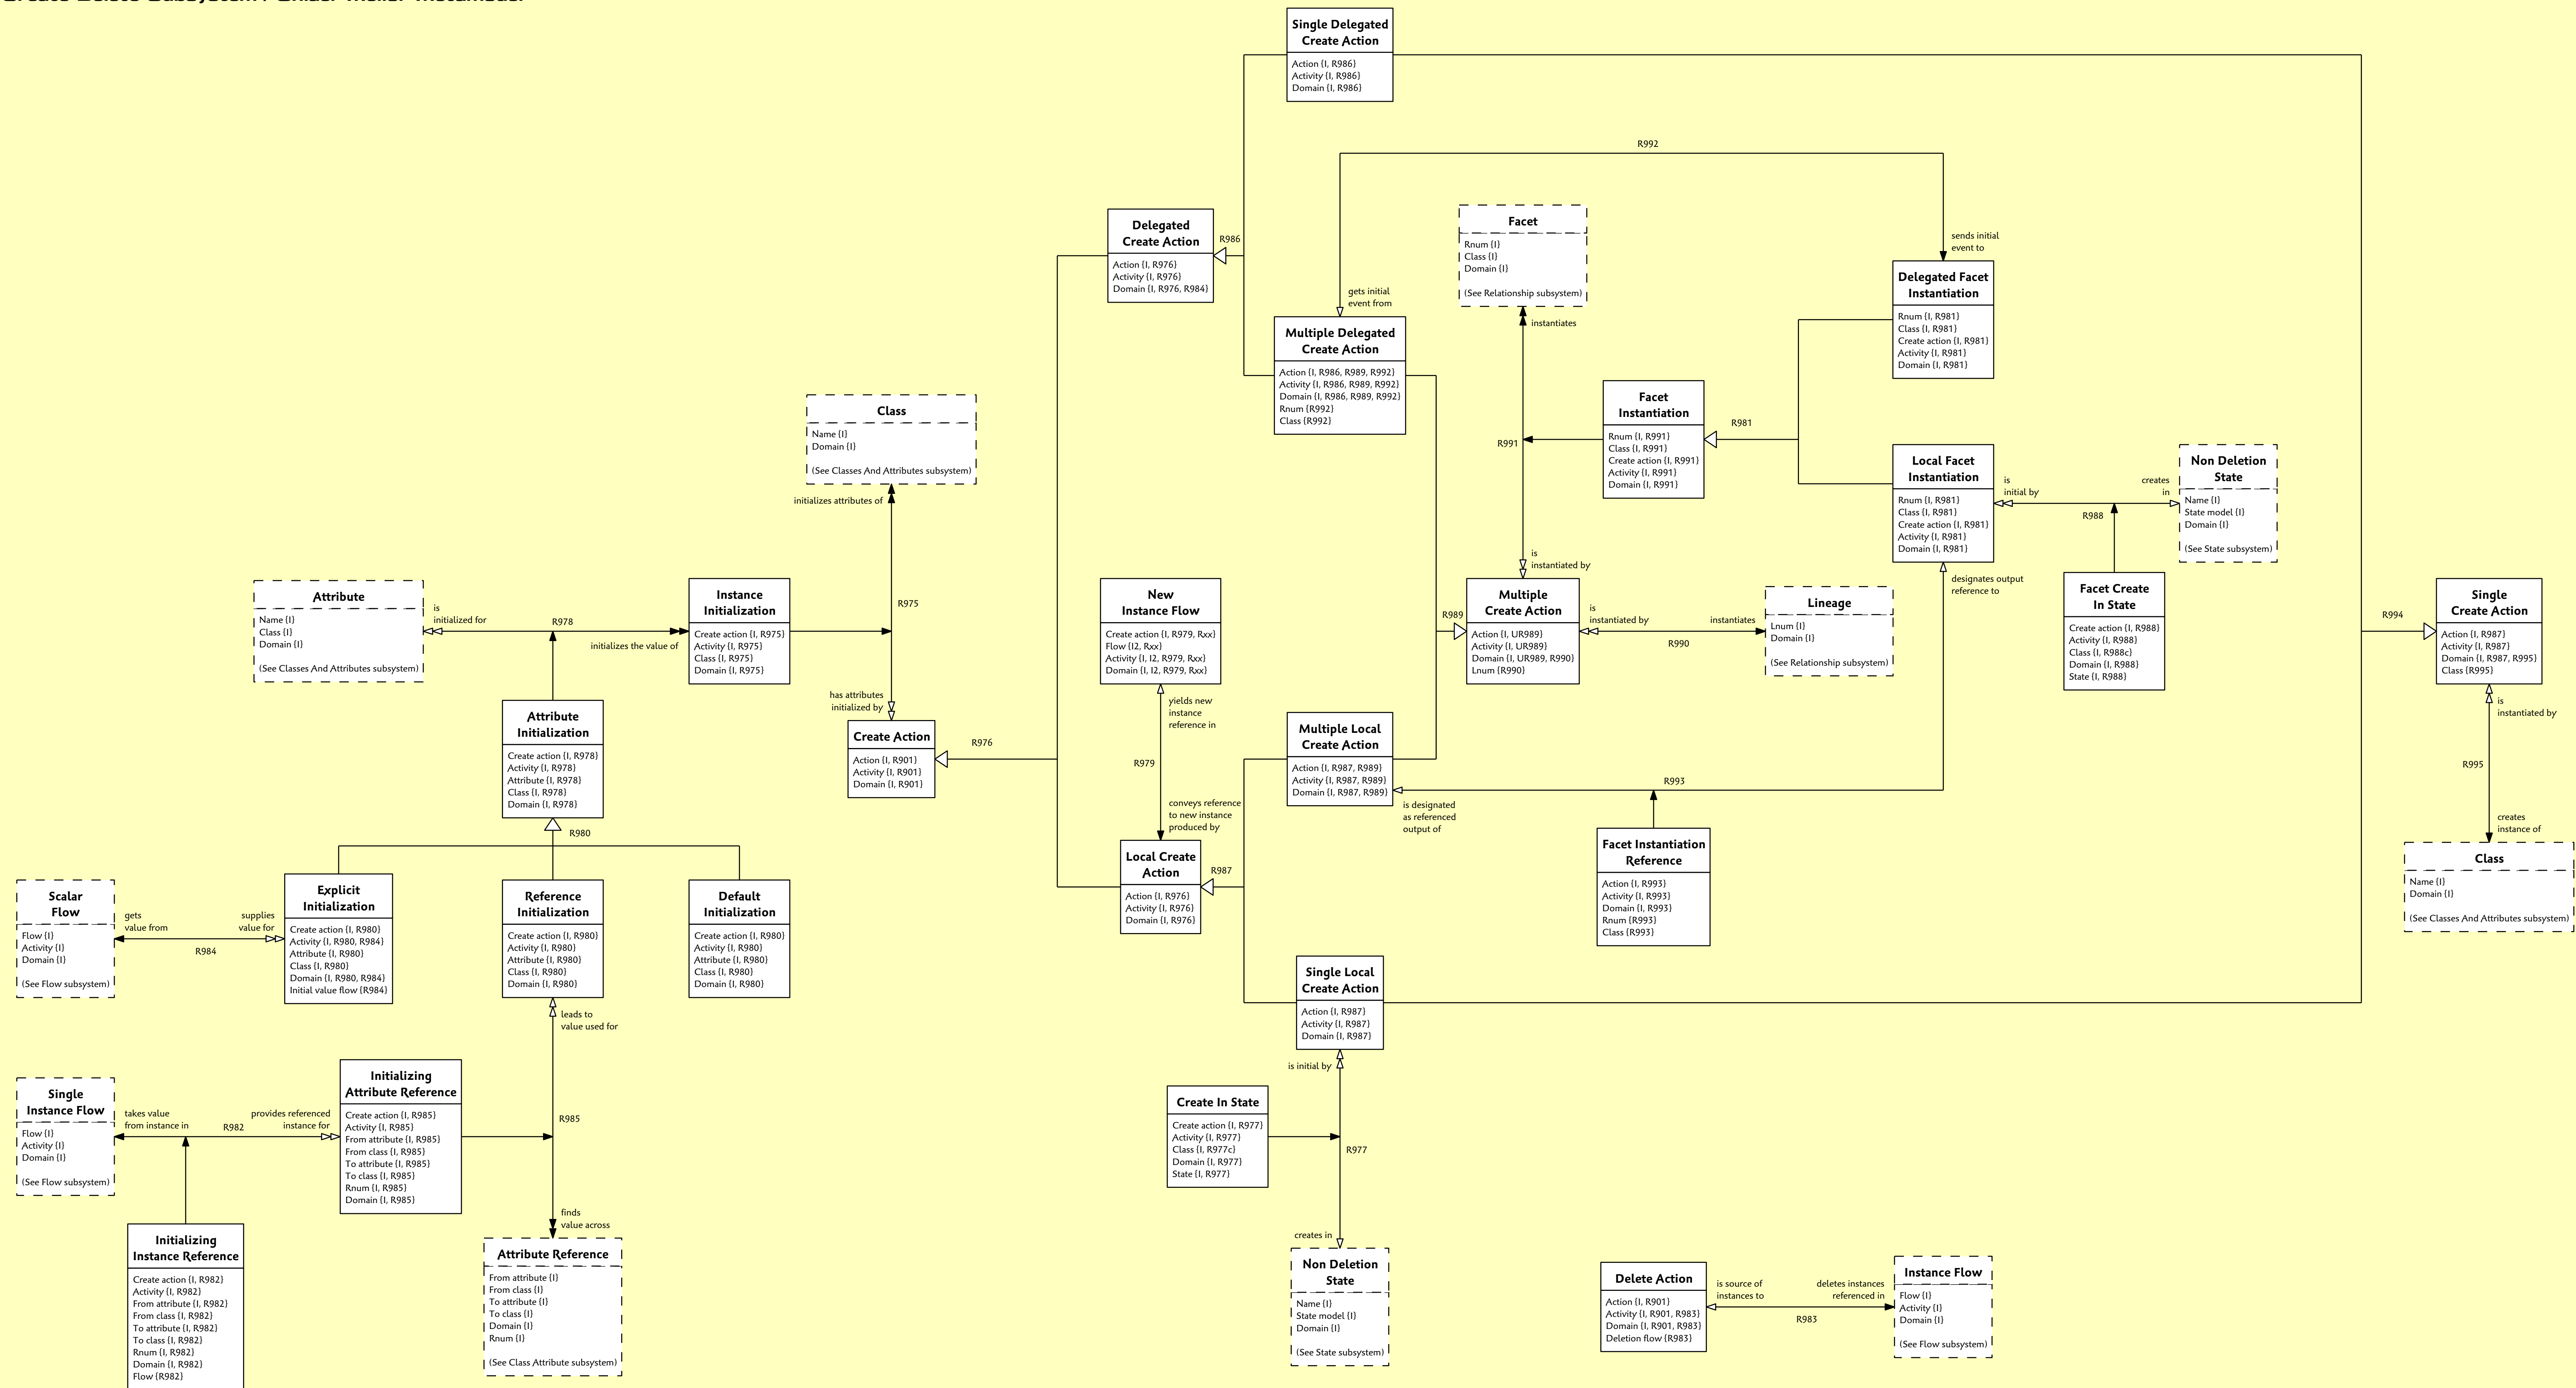 Single Delegated
Create Action
Action {I, R986}
Activity {I, R986}
Domain {I, R986}
R992
Delegated
Create Action
Action {I, R976}
Activity {I, R976}
Domain {I, R976, R984}
R986
Facet
Rnum {I}
Class {I}
Domain {I}
(See Relationship subsystem)
sends initial
event to
Delegated Facet
Instantiation
Rnum {I, R981}
Class {I, R981}
Create action {I, R981}
Activity {I, R981}
Domain {I, R981}
gets initial
event from
Multiple Delegated
Create Action
Action {I, R986, R989, R992}
Activity {I, R986, R989, R992}
Domain {I, R986, R989, R992}
Rnum {R992}
Class {R992}
instantiates
R991
is
instantiated by
Facet
Instantiation
Rnum {I, R991}
Class {I, R991}
Create action {I, R991}
Activity {I, R991}
Domain {I, R991}
R981
Class
Name {I}
Domain {I}
(See Classes And Attributes subsystem)
initializes attributes of
R975
has attributes
initialized by
Local Facet
Instantiation
Rnum {I, R981}
Class {I, R981}
Create action {I, R981}
Activity {I, R981}
Domain {I, R981}
is
initial by
R988
creates
in
Non Deletion
State
Name {I}
State model {I}
Domain {I}
(See State subsystem)
Facet Create
In State
Create action {I, R988}
Activity {I, R988}
Class {I, R988c}
Domain {I, R988}
State {I, R988}
designates output
reference to
Attribute
Name {I}
Class {I}
Domain {I}
(See Classes And Attributes subsystem)
is
initialized for
R978
initializes the value of
Instance
Initialization
Create action {I, R975}
Activity {I, R975}
Class {I, R975}
Domain {I, R975}
New
Instance Flow
Create action {I, R979, Rxx}
Flow {I2, Rxx}
Activity {I, I2, R979, Rxx}
Domain {I, I2, R979, Rxx}
yields new
instance
reference in
R979
conveys reference
to new instance
produced by
R989
Multiple
Create Action
Action {I, UR989}
Activity {I, UR989}
Domain {I, UR989, R990}
Lnum {R990}
is
instantiated by
R990
instantiates
Lineage
Lnum {I}
Domain {I}
(See Relationship subsystem)
R994
Single
Create Action
Action {I, R987}
Activity {I, R987}
Domain {I, R987, R995}
Class {R995}
is
instantiated by
R995
creates
instance of
Class
Name {I}
Domain {I}
(See Classes And Attributes subsystem)
Attribute
Initialization
Create action {I, R978}
Activity {I, R978}
Attribute {I, R978}
Class {I, R978}
Domain {I, R978}
R980
Create Action
Action {I, R901}
Activity {I, R901}
Domain {I, R901}
R976
Multiple Local
Create Action
Action {I, R987, R989}
Activity {I, R987, R989}
Domain {I, R987, R989}
is designated
as referenced
output of
R993
Facet Instantiation
Reference
Action {I, R993}
Activity {I, R993}
Domain {I, R993}
Rnum {R993}
Class {R993}
Local Create
Action
Action {I, R976}
Activity {I, R976}
Domain {I, R976}
R987
Scalar
Flow
Flow {I}
Activity {I}
Domain {I}
(See Flow subsystem)
gets
value from
R984
supplies
value for
Explicit
Initialization
Create action {I, R980}
Activity {I, R980, R984}
Attribute {I, R980}
Class {I, R980}
Domain {I, R980, R984}
Initial value flow {R984}
Reference
Initialization
Create action {I, R980}
Activity {I, R980}
Attribute {I, R980}
Class {I, R980}
Domain {I, R980}
Default
Initialization
Create action {I, R980}
Activity {I, R980}
Attribute {I, R980}
Class {I, R980}
Domain {I, R980}
leads to
value used for
R985
finds
value across
Single Local
Create Action
Action {I, R987}
Activity {I, R987}
Domain {I, R987}
is initial by
R977
creates in
Create In State
Create action {I, R977}
Activity {I, R977}
Class {I, R977c}
Domain {I, R977}
State {I, R977}
Single
Instance Flow
Flow {I}
Activity {I}
Domain {I}
(See Flow subsystem)
takes value
from instance in
R982
provides referenced
instance for
Initializing
Attribute Reference
Create action {I, R985}
Activity {I, R985}
From attribute {I, R985}
From class {I, R985}
To attribute {I, R985}
To class {I, R985}
Rnum {I, R985}
Domain {I, R985}
Initializing
Instance Reference
Create action {I, R982}
Activity {I, R982}
From attribute {I, R982}
From class {I, R982}
To attribute {I, R982}
To class {I, R982}
Rnum {I, R982}
Domain {I, R982}
Flow {R982}
Attribute Reference
From attribute {I}
From class {I}
To attribute {I}
To class {I}
Domain {I}
Rnum {I}
(See Class Attribute subsystem)
Non Deletion
State
Name {I}
State model {I}
Domain {I}
(See State subsystem)
Delete Action
Action {I, R901}
Activity {I, R901, R983}
Domain {I, R901, R983}
Deletion flow {R983}
is source of
instances to
R983
deletes instances
referenced in
Instance Flow
Flow {I}
Activity {I}
Domain {I}
(See Flow subsystem)